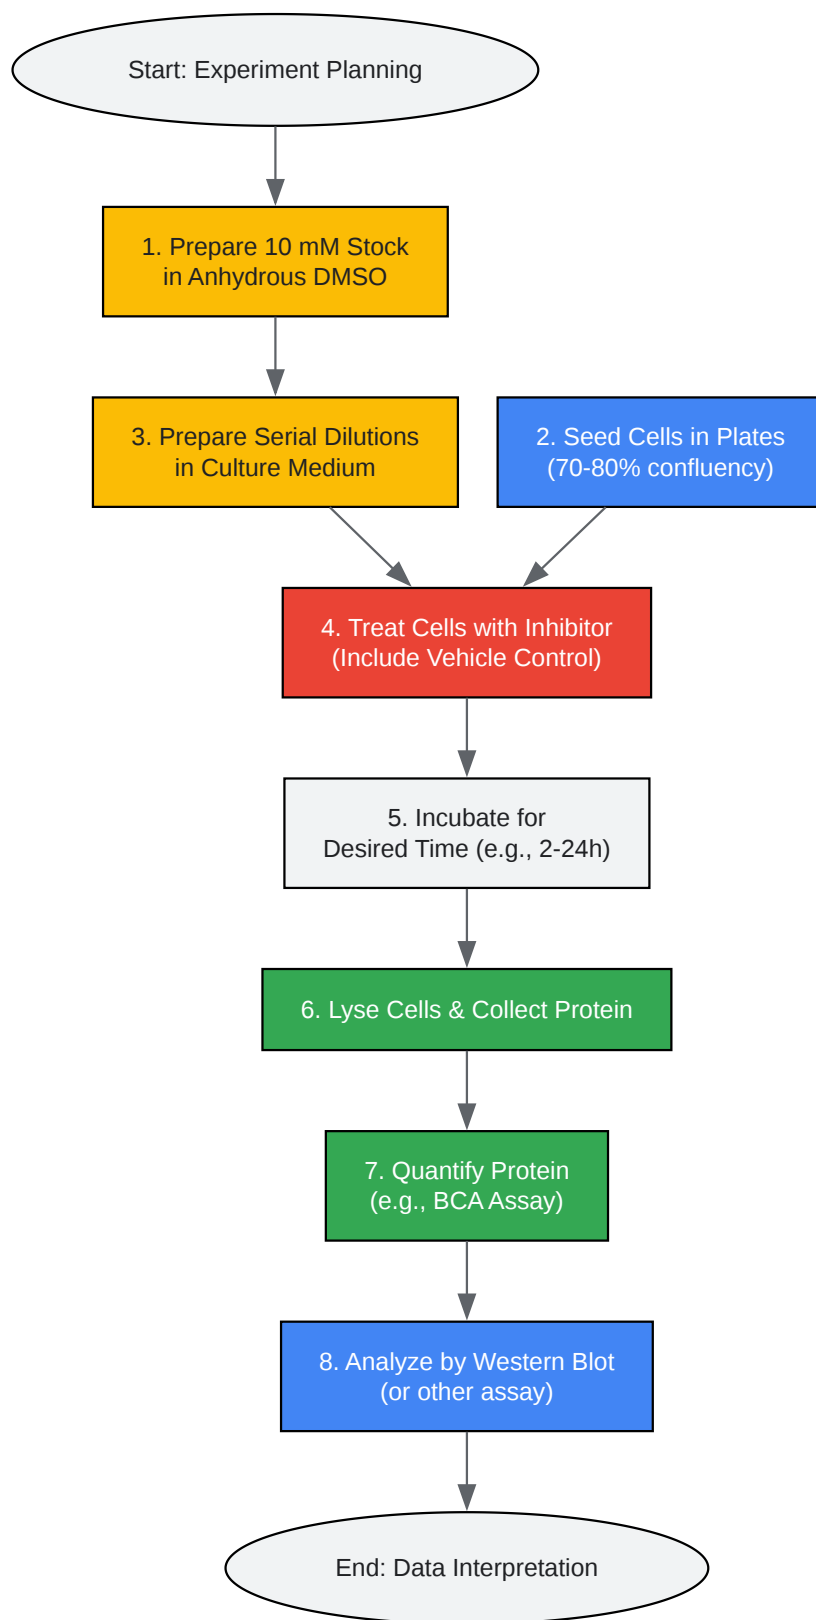 Start: Experiment Planning
1. Prepare 10 mM Stock
in Anhydrous DMSO
3. Prepare Serial Dilutions
in Culture Medium
2. Seed Cells in Plates
(70-80% confluency)
4. Treat Cells with Inhibitor
(Include Vehicle Control)
5. Incubate for
Desired Time (e.g., 2-24h)
6. Lyse Cells & Collect Protein
7. Quantify Protein
(e.g., BCA Assay)
8. Analyze by Western Blot
(or other assay)
End: Data Interpretation